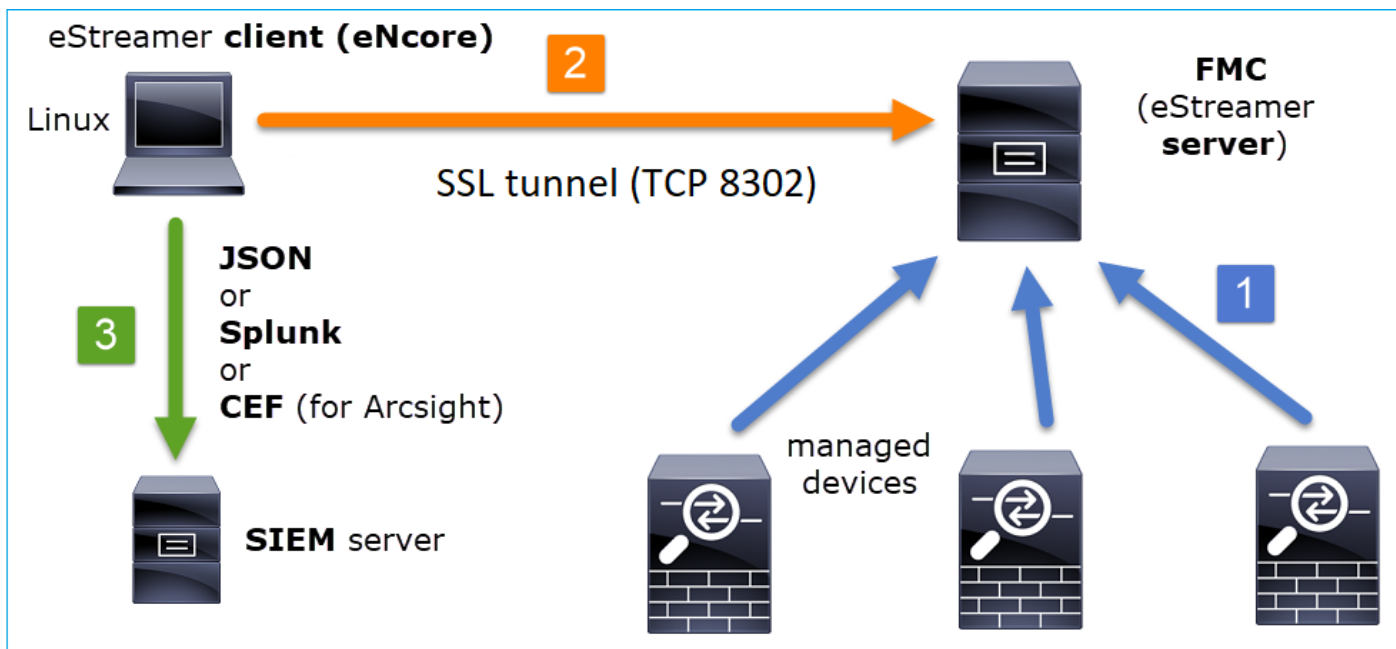 eStreamer client (eNcore)
2
FMC
(eStreamer
server)
Linux
SSL tunnel (TCP 8302)
JSON
or
Splunk
or
CEF (for Arcsight)
3
1
managed
devices
SIEM server